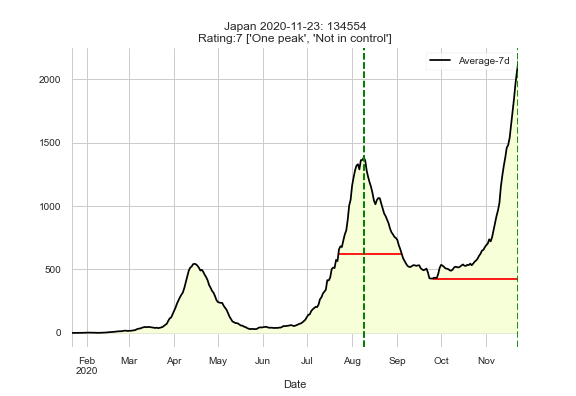 Japan 2020-11-23: 134554
Rating:7 ['One peak', 'Not in control']
Average-7d
2000
1500
1000
500
0
Feb Mar Apr May Jun Jul Aug Sep Oct Nov
2020
Date